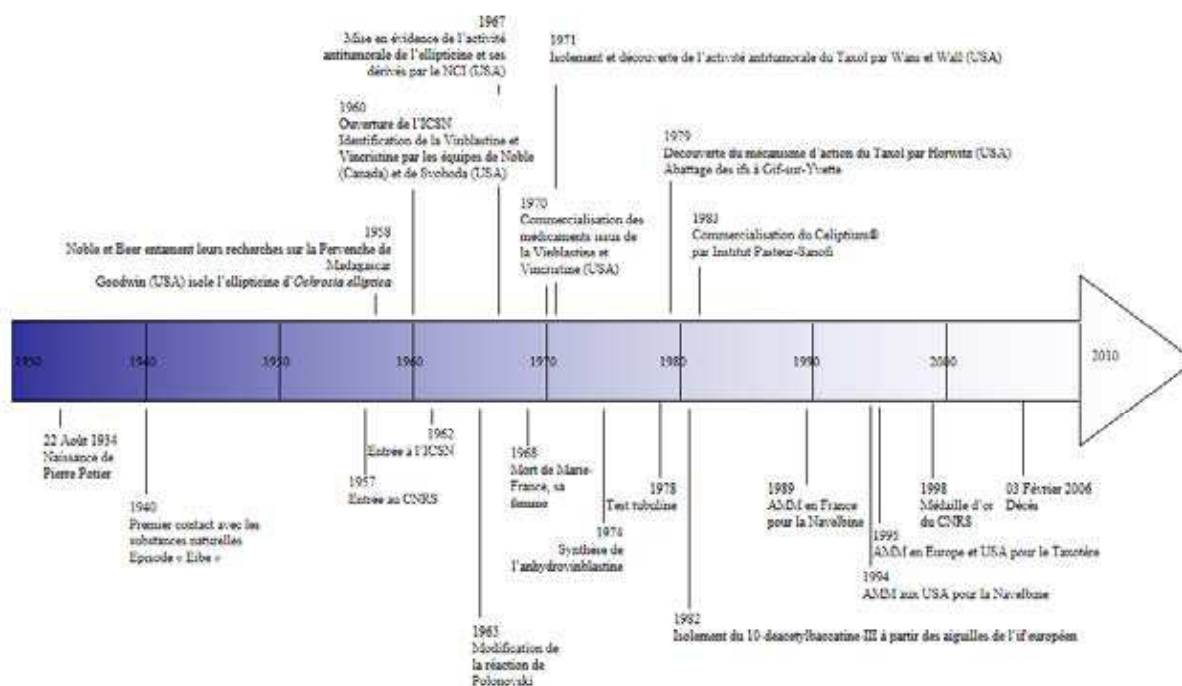 1967
Mise en évidence de l'activité
antitumorale de l'ellipticine et ses
dérivés par le NCI (USA)
1971
Isolement et découverte de l'activité antitumorale du Taxol par Wani et Wall (USA)
1960
Ouverture de l'ICSN
Identification de la Vinblastine et
Vincristine par les équipes de Noble
(Canada) et de Svoboda (USA)
1979
Découverte du mécanisme d'action du Taxol par Horwitz (USA)
Abattage des ifs à Gif-sur-Yvette
1970
Commercialisation des
médicaments issus de
la Vinblastine et
Vincristine (USA)
1983
Commercialisation du Celiptium®
par Institut Pasteur-Sanofi
1958
Noble et Beer entament leurs recherches sur la Pervenche de
Madagascar
Goodwin (USA) isole l'ellipticine d'Ochrosia elliptica
1930
1940
1950
1960
1970
1980
1990
2000
2010
22 Août 1934
Naissance de
Pierre Potier
1940
Premier contact avec les
substances naturelles
Episode « Eibe »
1957
Entrée au CNRS
1962
Entrée à l'ICSN
1965
Modification de
la réaction de
Polonovski
1968
Mort de Marie-
France, sa
femme
1974
Synthèse de
l'anhydrovinblastine
1978
Test tubuline
1982
Isolement du 10-deacetylbaccatine-III à partir des aiguilles de l'if européen
1989
AMM en France
pour la Navelbine
1994
AMM aux USA pour la Navelbine
1995
AMM en Europe et USA pour le Taxotère
1998
Médaille d'or
du CNRS
03 Février 2006
Décès